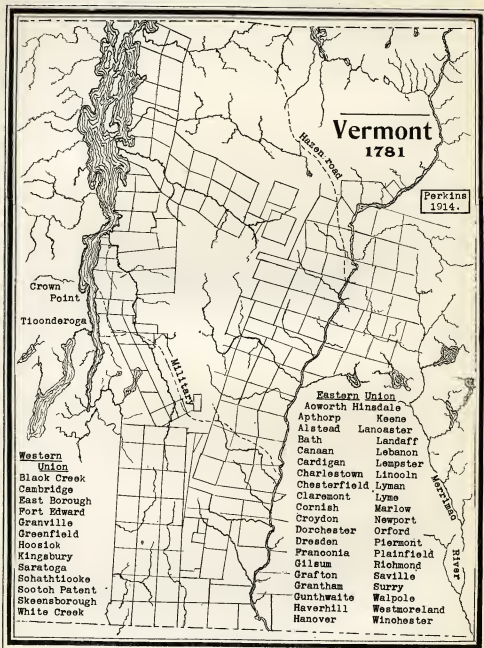 Vermont
1781
Hazen road
Perkins
1914.
Crown
Point
Ticonderoga
Military
Western
Union
Black Creek
Cambridge
East Borough
Fort Edward
Granville
Greenfield
Hoosick
Kingsbury
Saratoga
Schathticoke
Scotch Patent
Skeensborough
White Creek
Eastern Union
Acworth Hinsdale
Apthorp Keene
Alstead Lancaster
Bath Landaff
Canaan Lebanon
Cardigan Lempster
Charlestown Lincoln
Chesterfield Lyman
Claremont Lyme
Cornish Marlow
Croydon Newport
Dorchester Orford
Dresden Piermont
Franconia Plainfield
Gilsum Richmond
Grafton Saville
Grantham Surry
Gunthwaite Walpole
Haverhill Westmoreland
Hanover Winchester
Merrimac River